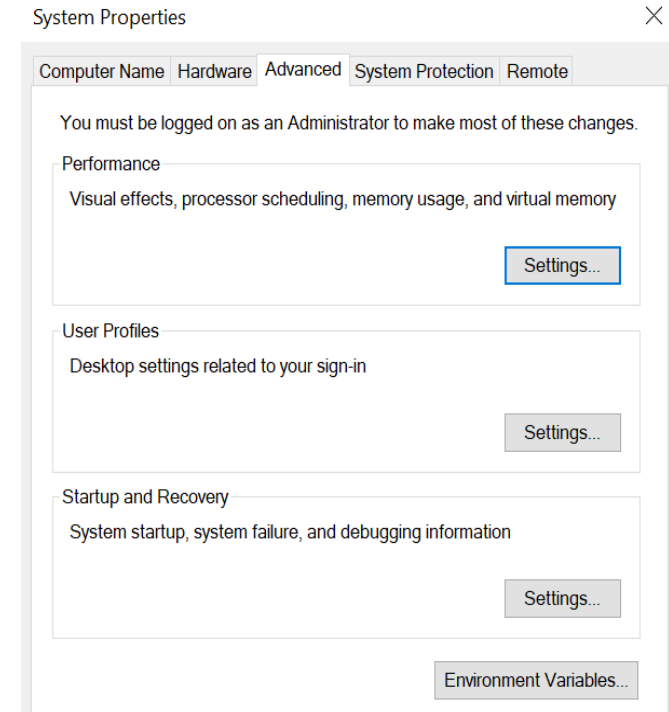 System Properties
Computer Name Hardware Advanced System Protection Remote
You must be logged on as an Administrator to make most of these changes.
Performance
Visual effects, processor scheduling, memory usage, and virtual memory
Settings...
User Profiles
Desktop settings related to your sign-in
Settings...
Startup and Recovery
System startup, system failure, and debugging information
Settings...
Environment Variables...